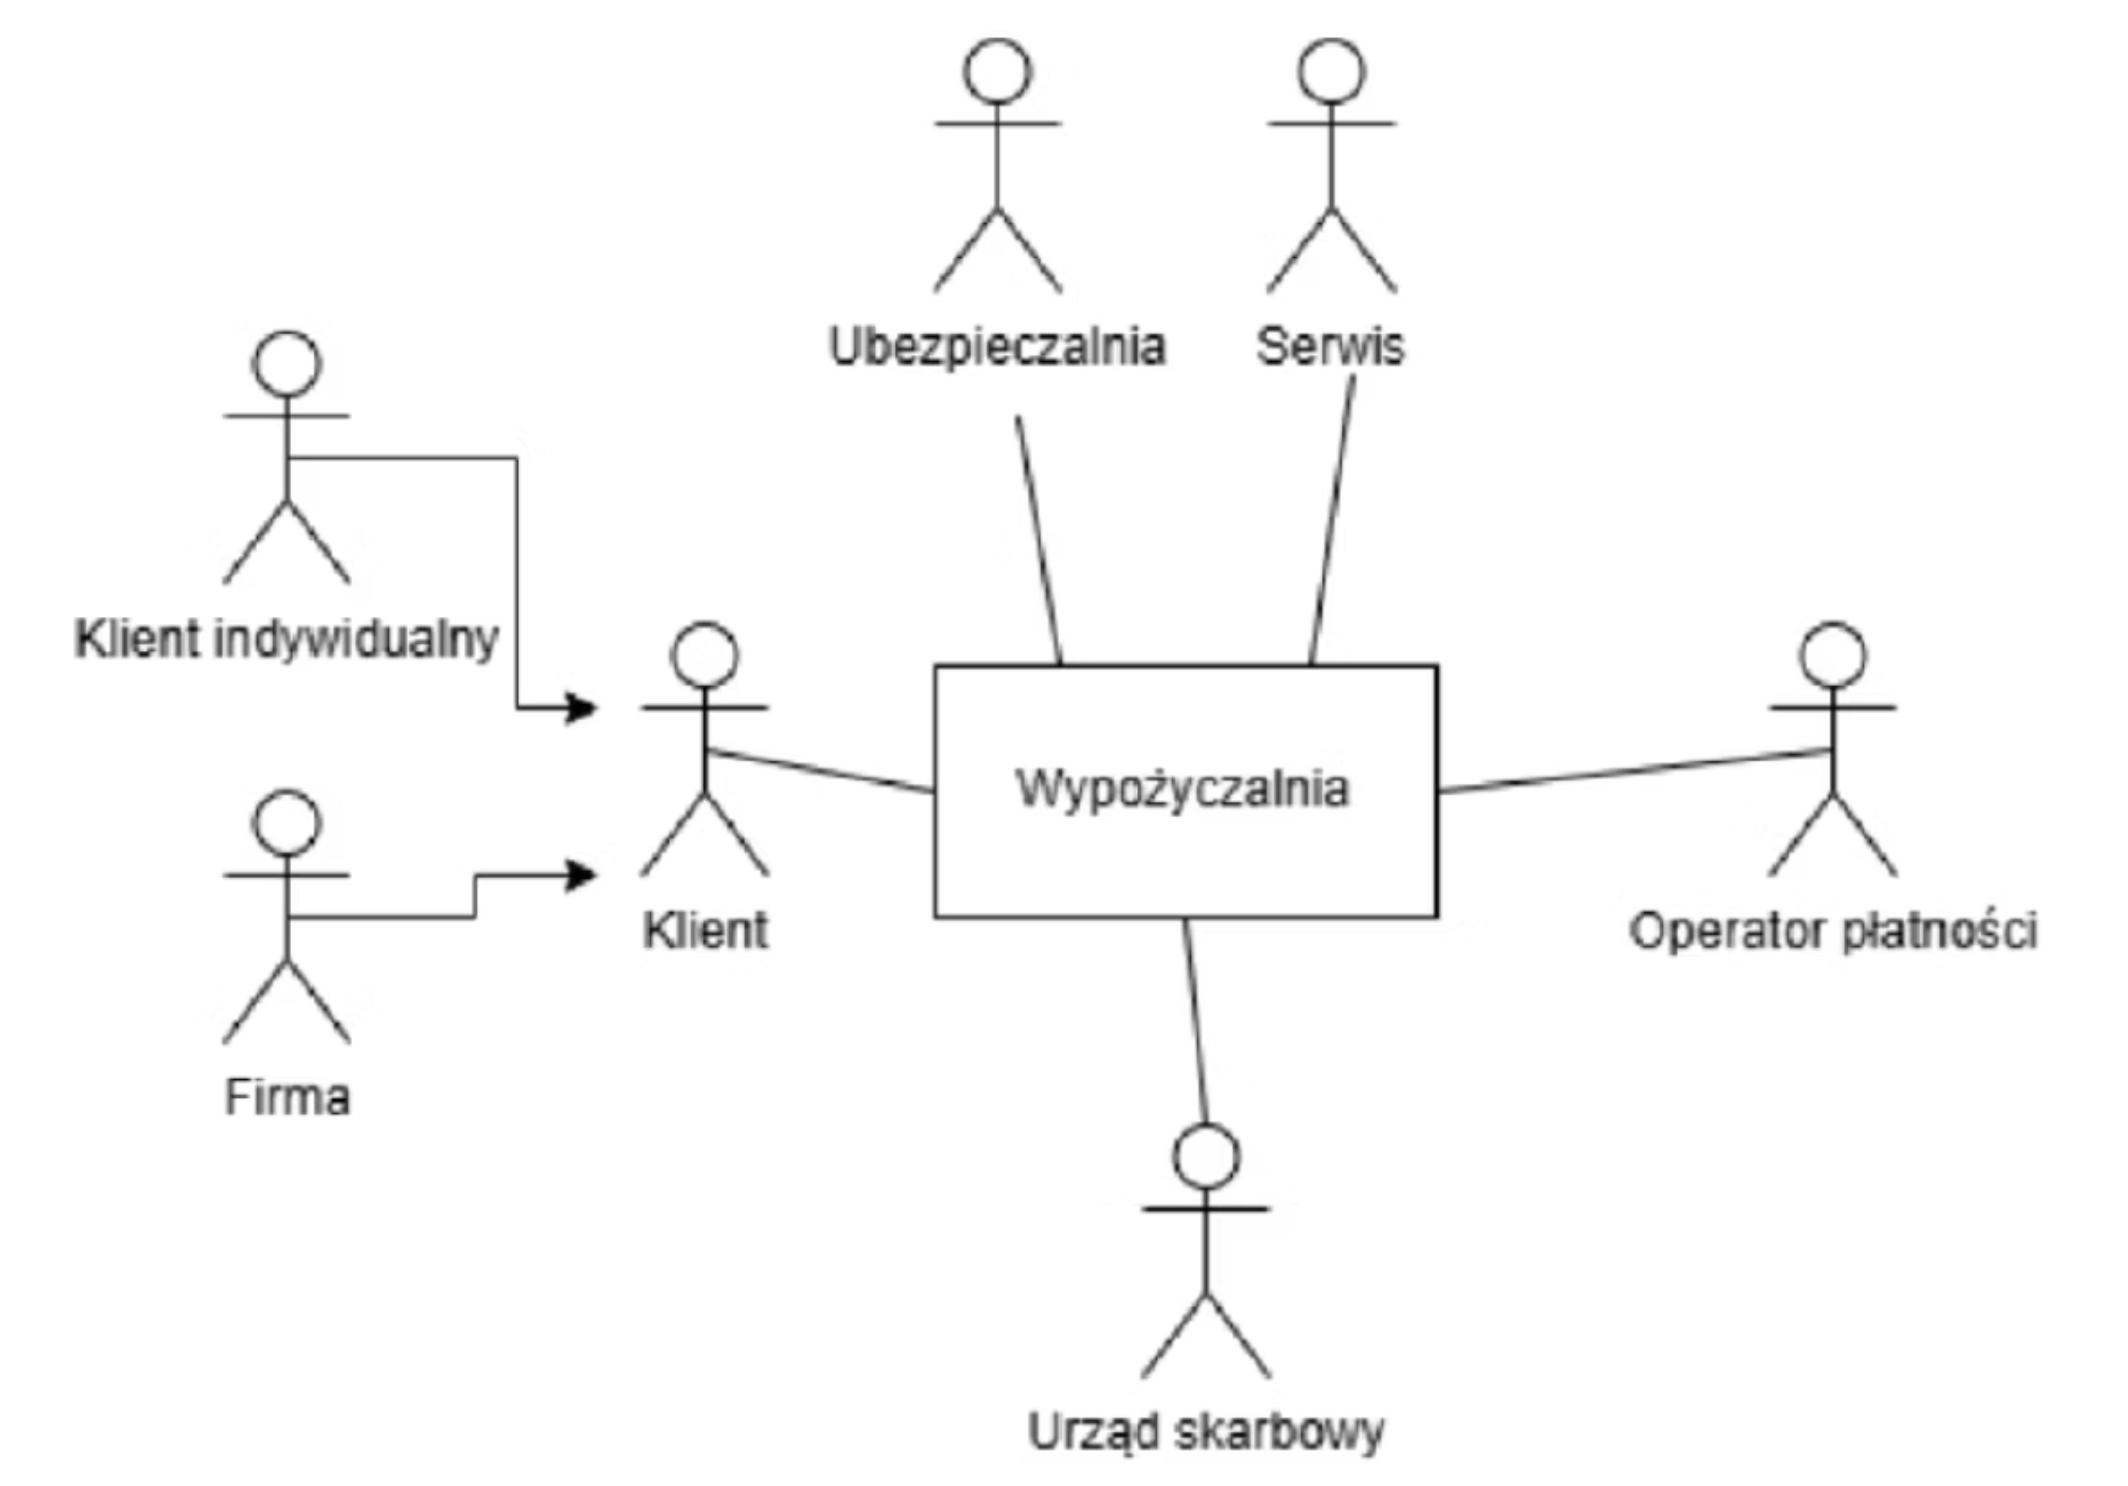 Ubezpieczalnia
Serwis
Klient indywidualny
Wypożyczalnia
Klient
Operator płatności
Firma
Urząd skarbowy